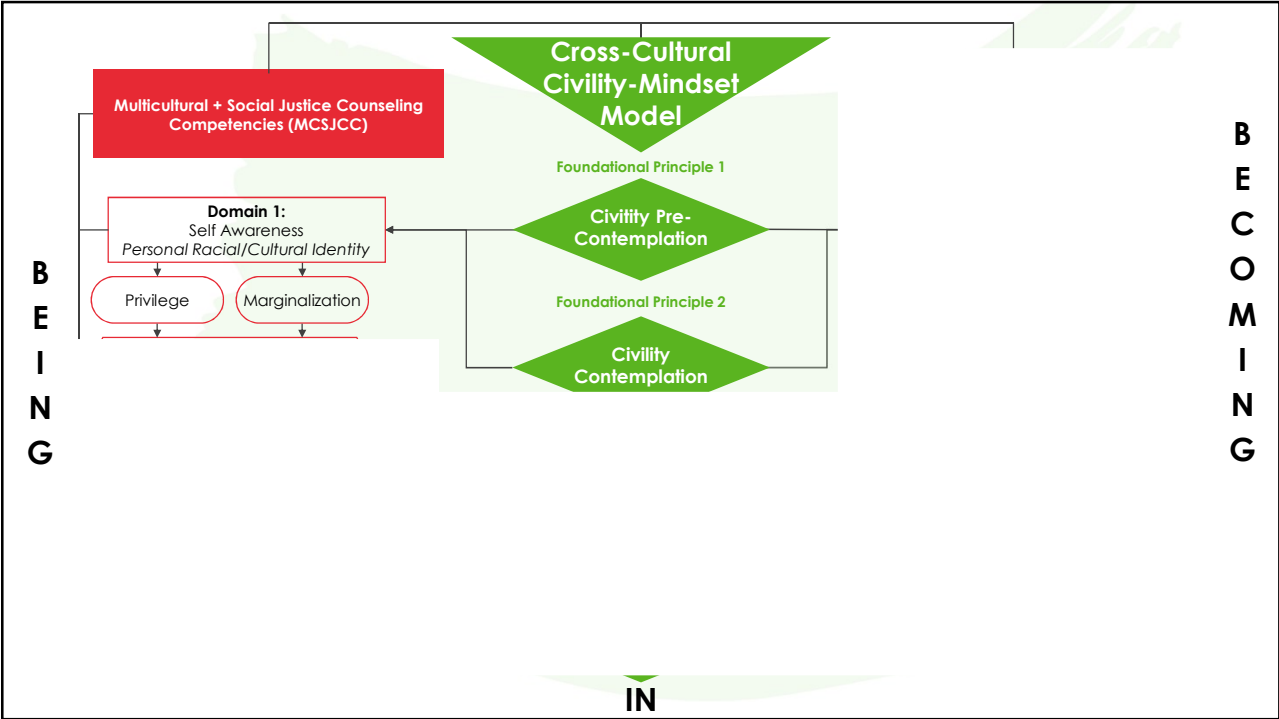 Cross-Cultural
Civility-Mindset
Model
Multicultural + Social Justice Counseling
Competencies (MCSJCC)
Foundational Principle 1
Domain 1:
Self Awareness
Personal Racial/Cultural Identity
Civitity Pre-
Contemplation
Privilege
Marginalization
Foundational Principle 2
Civility
Contemplation
B
E
I
N
G
B
E
C
O
M
I
N
G
IN